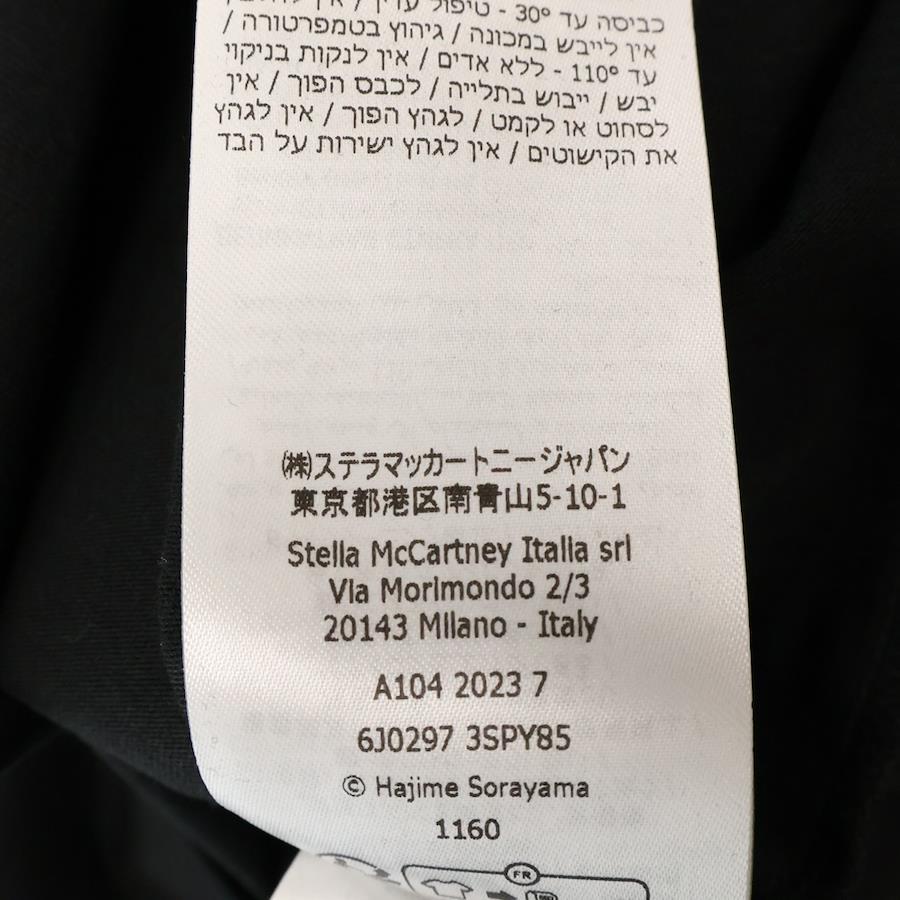 כביסה עד 30° - טיפול עדין / אין
אין לייבש במכונה / גיהוץ בטמפרטורה
עד 110° - ללא אדים / אין לנקות בניקוי
יבש / ייבוש בתלייה / לכבס הפוך / אין
לסחוט או לקמט / לגהץ הפוך / אין לגהץ
את הקישוטים / אין לגהץ ישירות על הבד
㈱ステラマッカートニージャパン
東京都港区南青山5-10-1
Stella McCartney Italia srl
Via Morimondo 2/3
20143 Milano - Italy
A104 2023 7
6J0297 3SPY85
© Hajime Sorayama
1160
FR